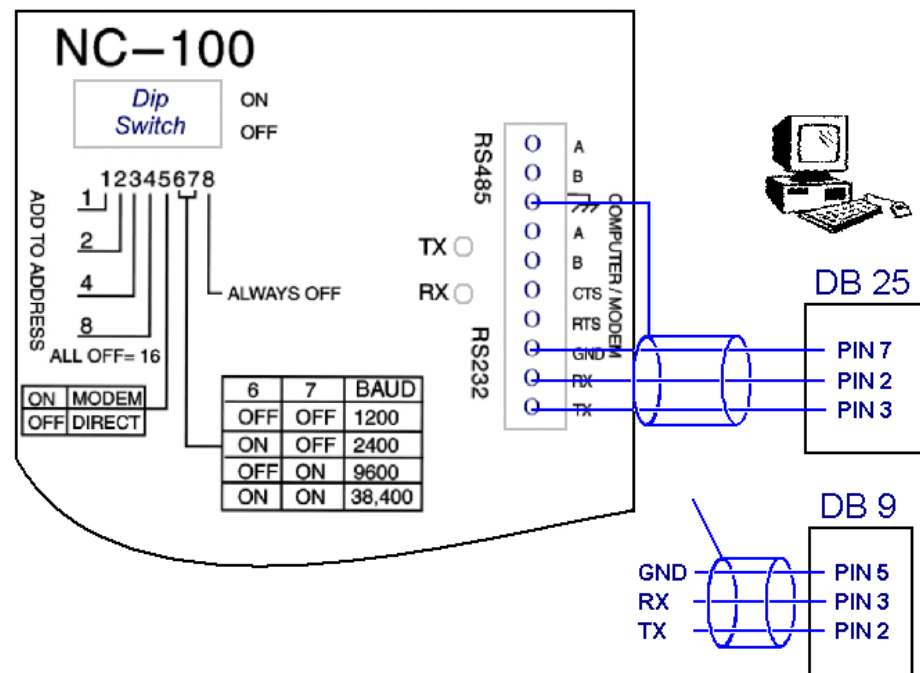 NC-100
Dip
Switch
ON
OFF
12345678
ADD TO ADDRESS
1
2
4
8
ALL OFF= 16
ALWAYS OFF
ON MODEM
OFF DIRECT
6 7 BAUD
OFF OFF 1200
ON OFF 2400
OFF ON 9600
ON ON 38,400
TX
RX
RS485
RS232
A
B
A
B
CTS
RTS
GND
RX
TX
COMPUTER / MODEM
DB 25
PIN 7
PIN 2
PIN 3
DB 9
GND PIN 5
RX PIN 3
TX PIN 2